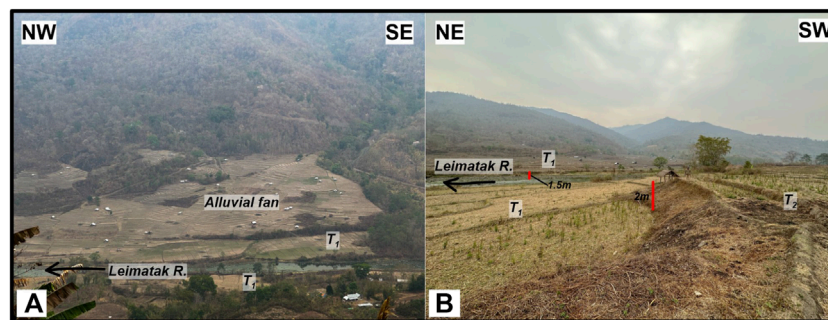 NW
SE
Alluvial fan
T1
Leimatak R.
T1
A
NE
SW
Leimatak R.
T1
1.5m
T1
2m
T2
B